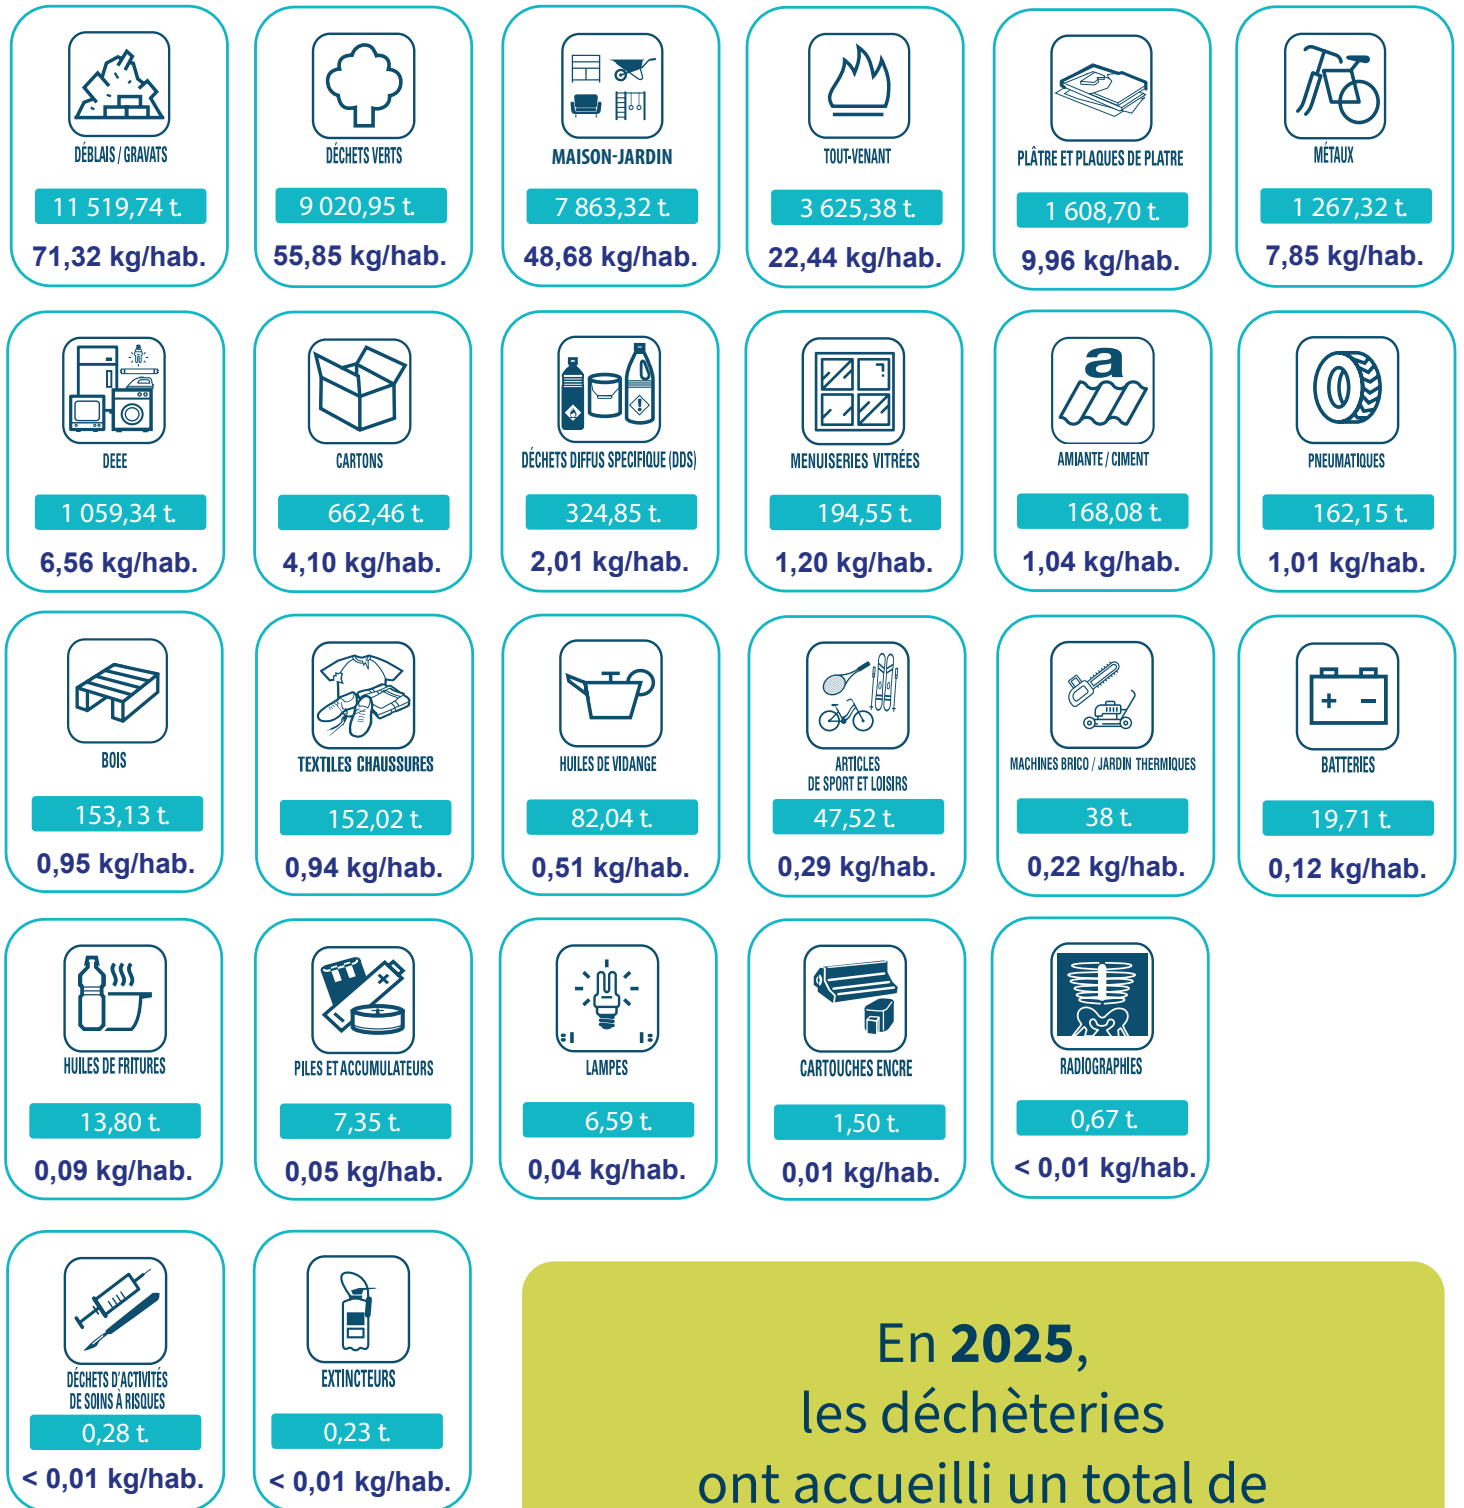 DÉBLAIS / GRAVATS
11 519,74 t.
71,32 kg/hab.
DÉCHETS VERTS
9 020,95 t.
55,85 kg/hab.
MAISON-JARDIN
7 863,32 t.
48,68 kg/hab.
TOUT-VENANT
3 625,38 t.
22,44 kg/hab.
PLÂTRE ET PLAQUES DE PLATRE
1 608,70 t.
9,96 kg/hab.
MÉTAUX
1 267,32 t.
7,85 kg/hab.
DEEE
1 059,34 t.
6,56 kg/hab.
CARTONS
662,46 t.
4,10 kg/hab.
DÉCHETS DIFFUS SPECIFIQUE (DDS)
324,85 t.
2,01 kg/hab.
MENUISERIES VITRÉES
194,55 t.
1,20 kg/hab.
a
AMIANTE / CIMENT
168,08 t.
1,04 kg/hab.
PNEUMATIQUES
162,15 t.
1,01 kg/hab.
BOIS
153,13 t.
0,95 kg/hab.
TEXTILES CHAUSSURES
152,02 t.
0,94 kg/hab.
HUILES DE VIDANGE
82,04 t.
0,51 kg/hab.
ARTICLES
DE SPORT ET LOISIRS
47,52 t.
0,29 kg/hab.
MACHINES BRICO / JARDIN THERMIQUES
38 t.
0,22 kg/hab.
+ −
BATTERIES
19,71 t.
0,12 kg/hab.
HUILES DE FRITURES
13,80 t.
0,09 kg/hab.
PILES ET ACCUMULATEURS
7,35 t.
0,05 kg/hab.
LAMPES
6,59 t.
0,04 kg/hab.
CARTOUCHES ENCRE
1,50 t.
0,01 kg/hab.
RADIOGRAPHIES
0,67 t.
< 0,01 kg/hab.
DÉCHETS D'ACTIVITÉS
DE SOINS À RISQUES
0,28 t.
< 0,01 kg/hab.
EXTINCTEURS
0,23 t.
< 0,01 kg/hab.
En 2025,
les déchèteries
ont accueilli un total de